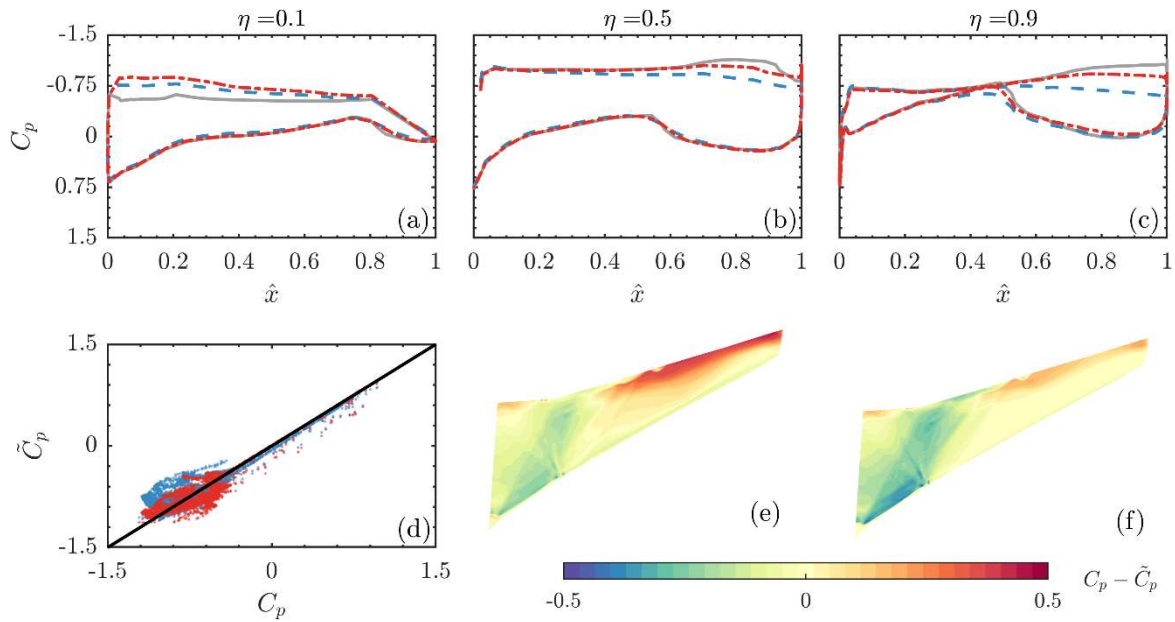 η =0.1 η =0.5 η =0.9
-1.5
-0.75
0
0.75
1.5
C_p
(a) (b) (c)
0 0.2 0.4 0.6 0.8 1 0 0.2 0.4 0.6 0.8 1 0 0.2 0.4 0.6 0.8 1
x̂ x̂ x̂
1.5
0
-1.5
C̃_p
(d) (e) (f)
-1.5 0 1.5
C_p
-0.5 0 0.5
C_p − C̃_p